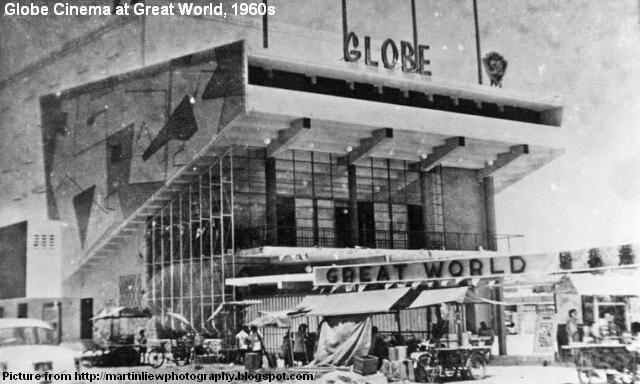 Globe Cinema at Great World, 1960s
GLOBE
GREAT WORLD
Picture from http://martinliewphotography.blogspot.com